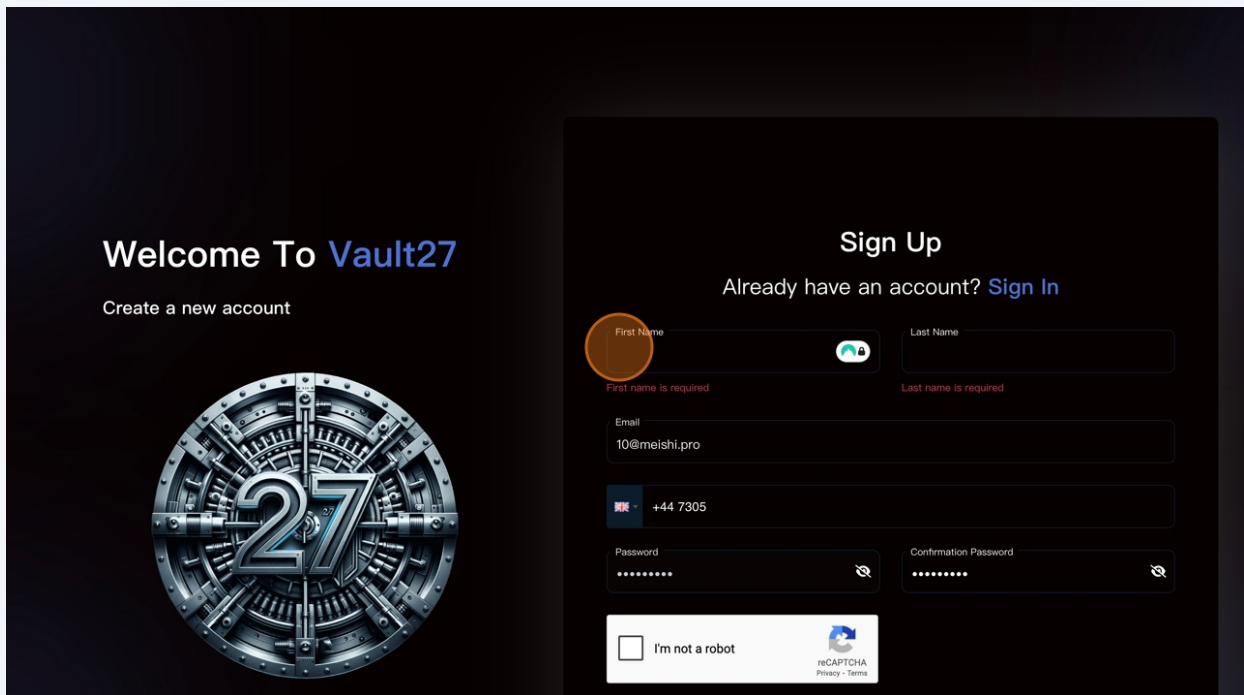 Welcome To Vault27
Create a new account
27
27
Sign Up
Already have an account? Sign In
First Name
Last Name
First name is required
Last name is required
Email
10@meishi.pro
+44 7305
Password
•••••••••
Confirmation Password
•••••••••
I'm not a robot
reCAPTCHA
Privacy - Terms